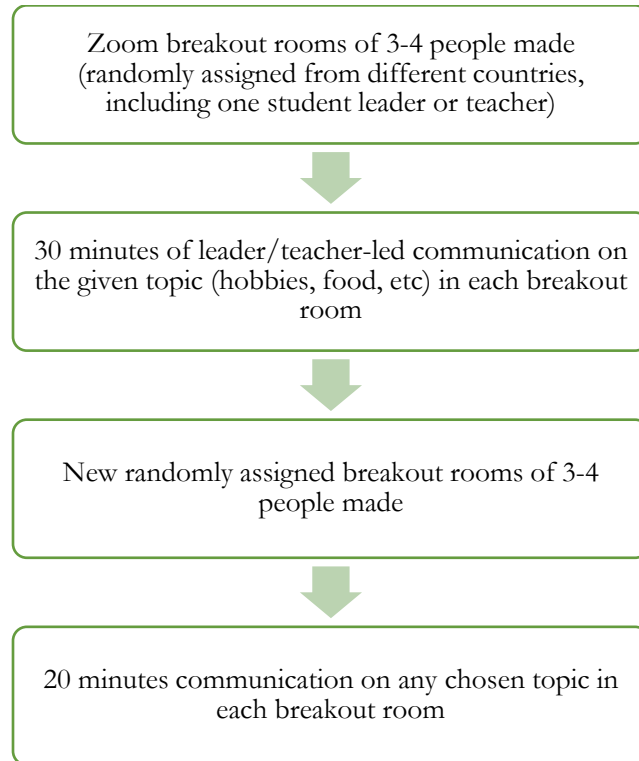 Zoom breakout rooms of 3-4 people made
(randomly assigned from different countries,
including one student leader or teacher)
30 minutes of leader/teacher-led communication on
the given topic (hobbies, food, etc) in each breakout
room
New randomly assigned breakout rooms of 3-4
people made
20 minutes communication on any chosen topic in
each breakout room